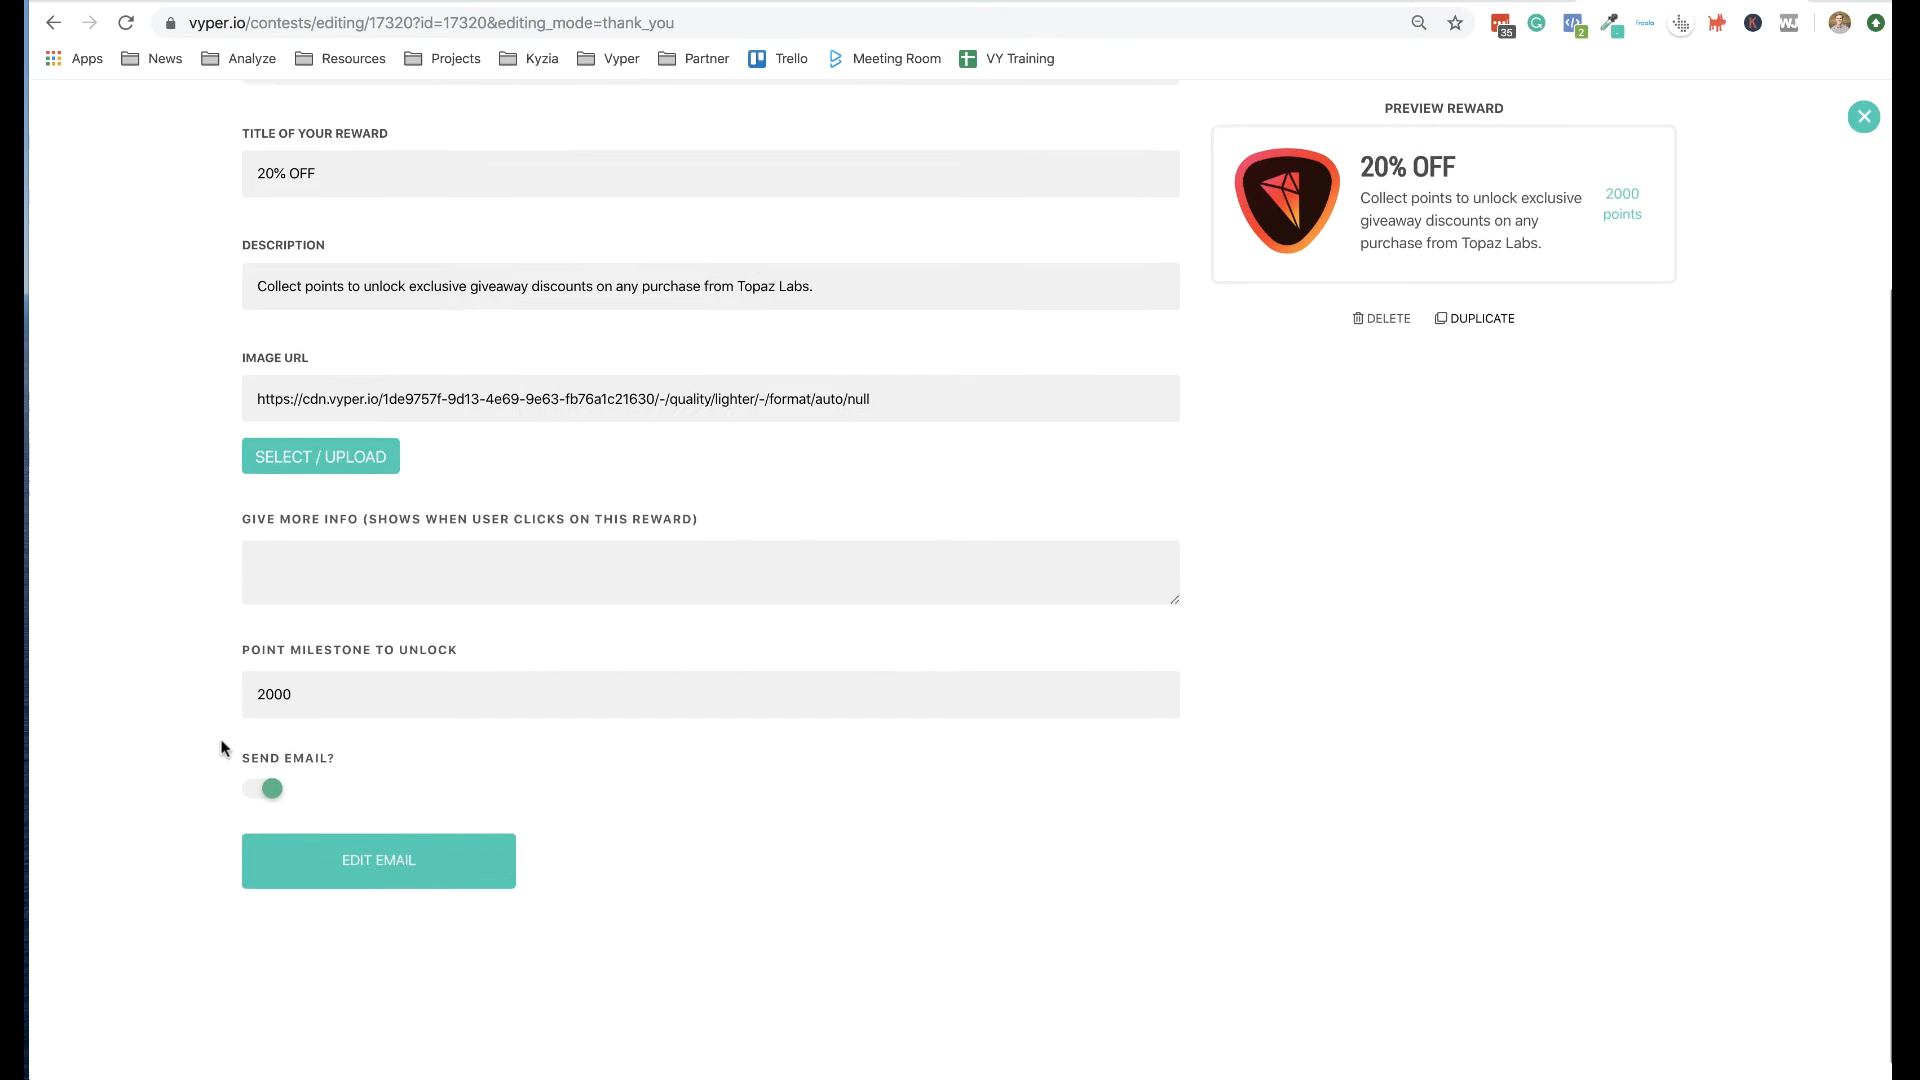 vyper.io/contests/editing/17320?id=17320&editing_mode=thank_you
35
2
Apps News Analyze Resources Projects Kyzia Vyper Partner Trello Meeting Room VY Training
PREVIEW REWARD
TITLE OF YOUR REWARD
20% OFF
20% OFF
Collect points to unlock exclusive
giveaway discounts on any
purchase from Topaz Labs.
2000
points
DESCRIPTION
Collect points to unlock exclusive giveaway discounts on any purchase from Topaz Labs.
DELETE DUPLICATE
IMAGE URL
https://cdn.vyper.io/1de9757f-9d13-4e69-9e63-fb76a1c21630/-/quality/lighter/-/format/auto/null
SELECT / UPLOAD
GIVE MORE INFO (SHOWS WHEN USER CLICKS ON THIS REWARD)
POINT MILESTONE TO UNLOCK
2000
SEND EMAIL?
EDIT EMAIL